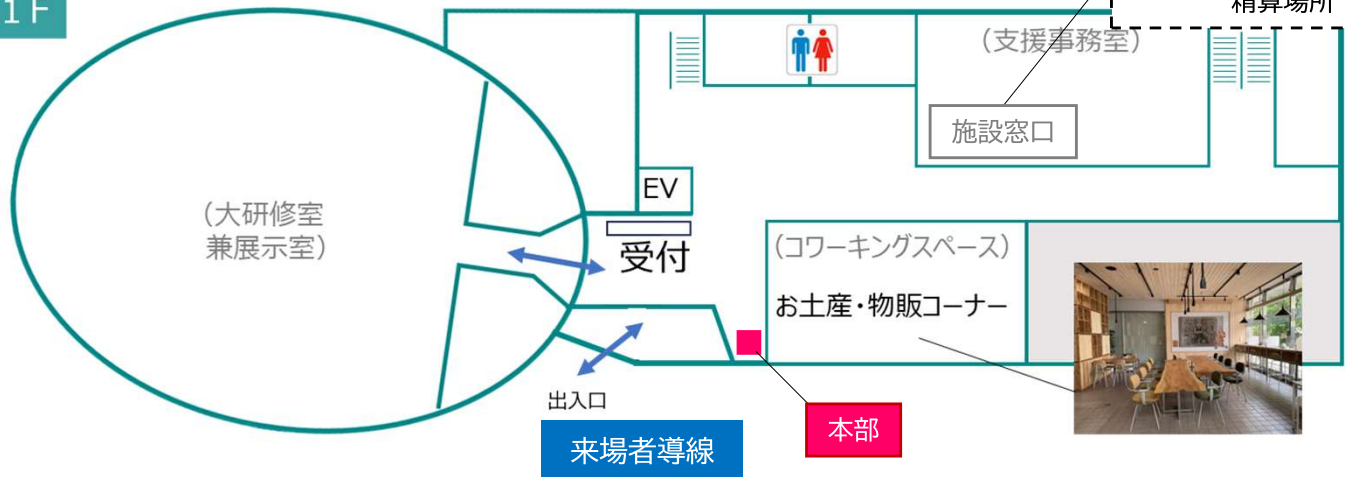 1F
精算場所
(支援事務室)
施設窓口
EV
(大研修室
兼展示室)
受付
(コワーキングスペース)
お土産・物販コーナー
出入口
本部
来場者導線